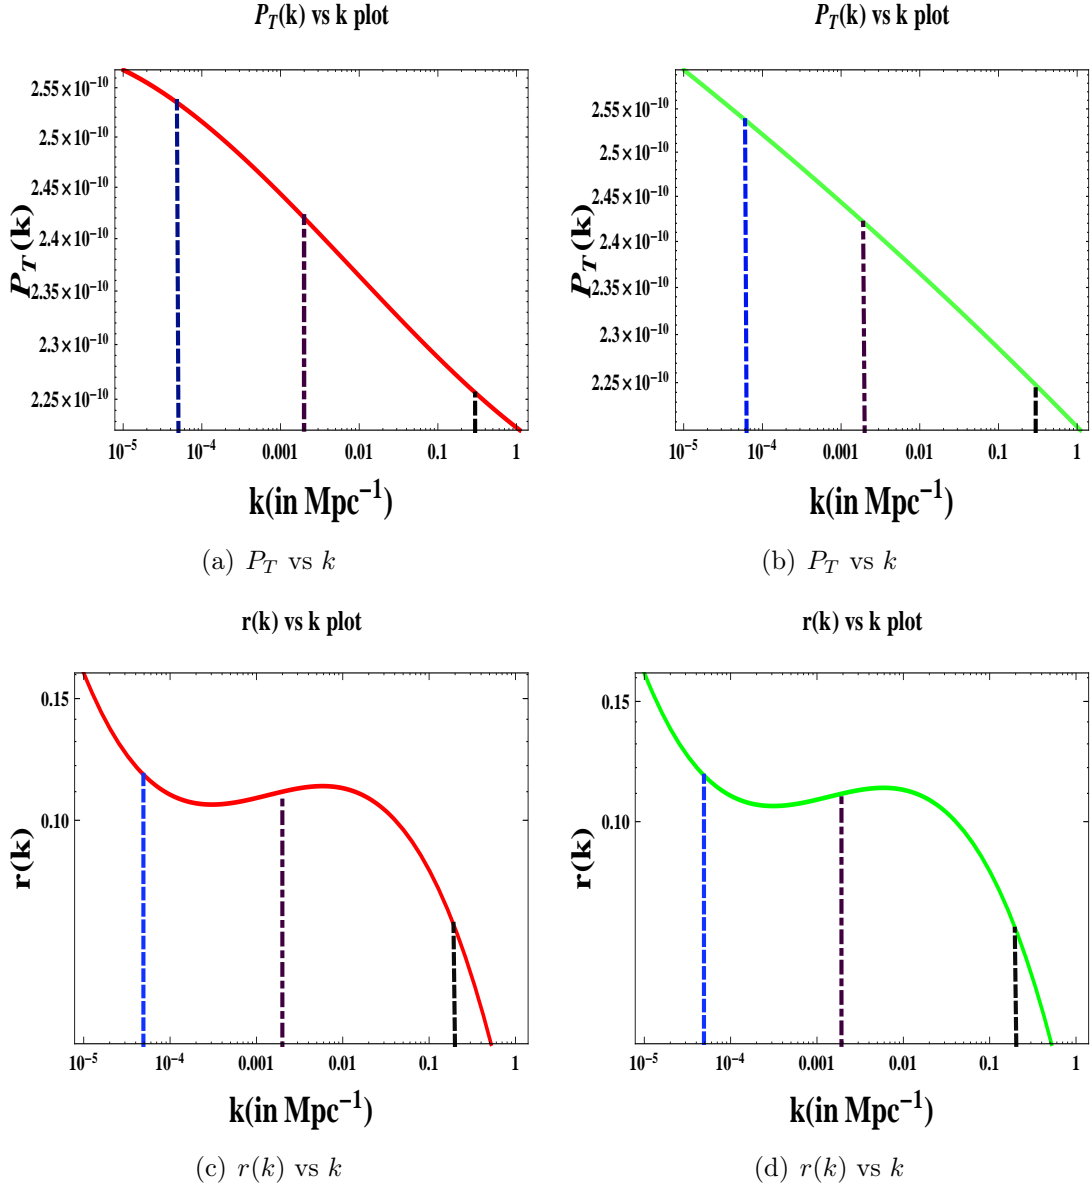 P_T(k) vs k plot
2.55×10⁻¹⁰
2.5×10⁻¹⁰
2.45×10⁻¹⁰
2.4×10⁻¹⁰
2.35×10⁻¹⁰
2.3×10⁻¹⁰
2.25×10⁻¹⁰
P_T(k)
10⁻⁵ 10⁻⁴ 0.001 0.01 0.1 1
k(in Mpc⁻¹)
(a) P_T vs k
P_T(k) vs k plot
2.55×10⁻¹⁰
2.5×10⁻¹⁰
2.45×10⁻¹⁰
2.4×10⁻¹⁰
2.35×10⁻¹⁰
2.3×10⁻¹⁰
2.25×10⁻¹⁰
P_T(k)
10⁻⁵ 10⁻⁴ 0.001 0.01 0.1 1
k(in Mpc⁻¹)
(b) P_T vs k
r(k) vs k plot
0.15
0.10
r(k)
10⁻⁵ 10⁻⁴ 0.001 0.01 0.1 1
k(in Mpc⁻¹)
(c) r(k) vs k
r(k) vs k plot
0.15
0.10
r(k)
10⁻⁵ 10⁻⁴ 0.001 0.01 0.1 1
k(in Mpc⁻¹)
(d) r(k) vs k